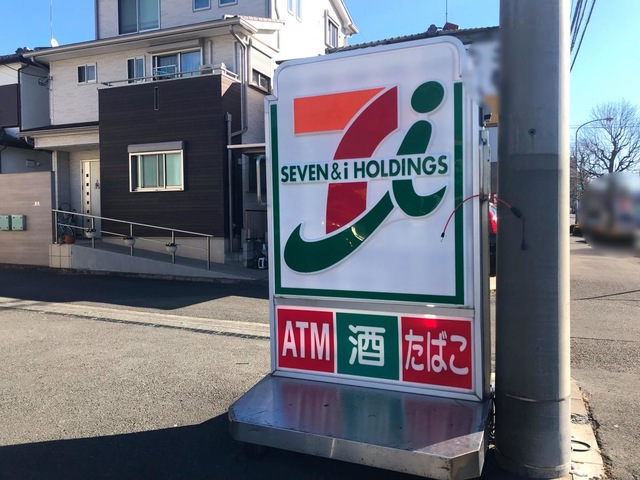 SEVEN & i HOLDINGS
ATM 酒 たばこ